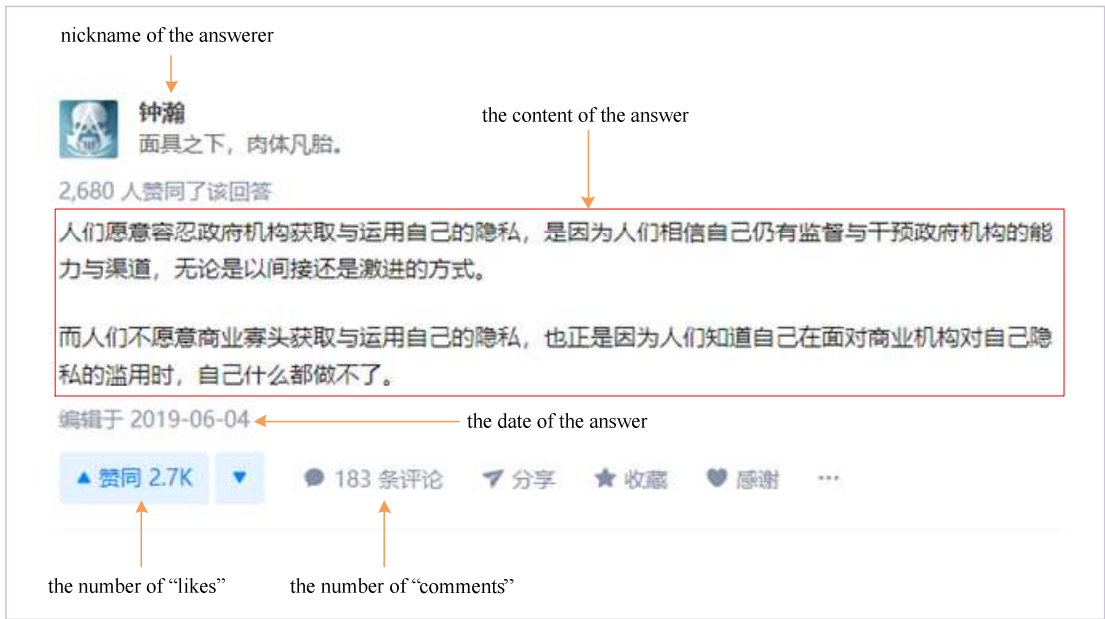 nickname of the answerer
钟瀚
the content of the answer
面具之下，肉体凡胎。
2,680 人赞同了该回答
人们愿意容忍政府机构获取与运用自己的隐私，是因为人们相信自己仍有监督与干预政府机构的能
力与渠道，无论是以间接还是激进的方式。
而人们不愿意商业寡头获取与运用自己的隐私，也正是因为人们知道自己在面对商业机构对自己隐
私的滥用时，自己什么都做不了。
编辑于 2019-06-04
the date of the answer
赞同 2.7K
183 条评论
分享
收藏
感谢
the number of “likes”
the number of “comments”